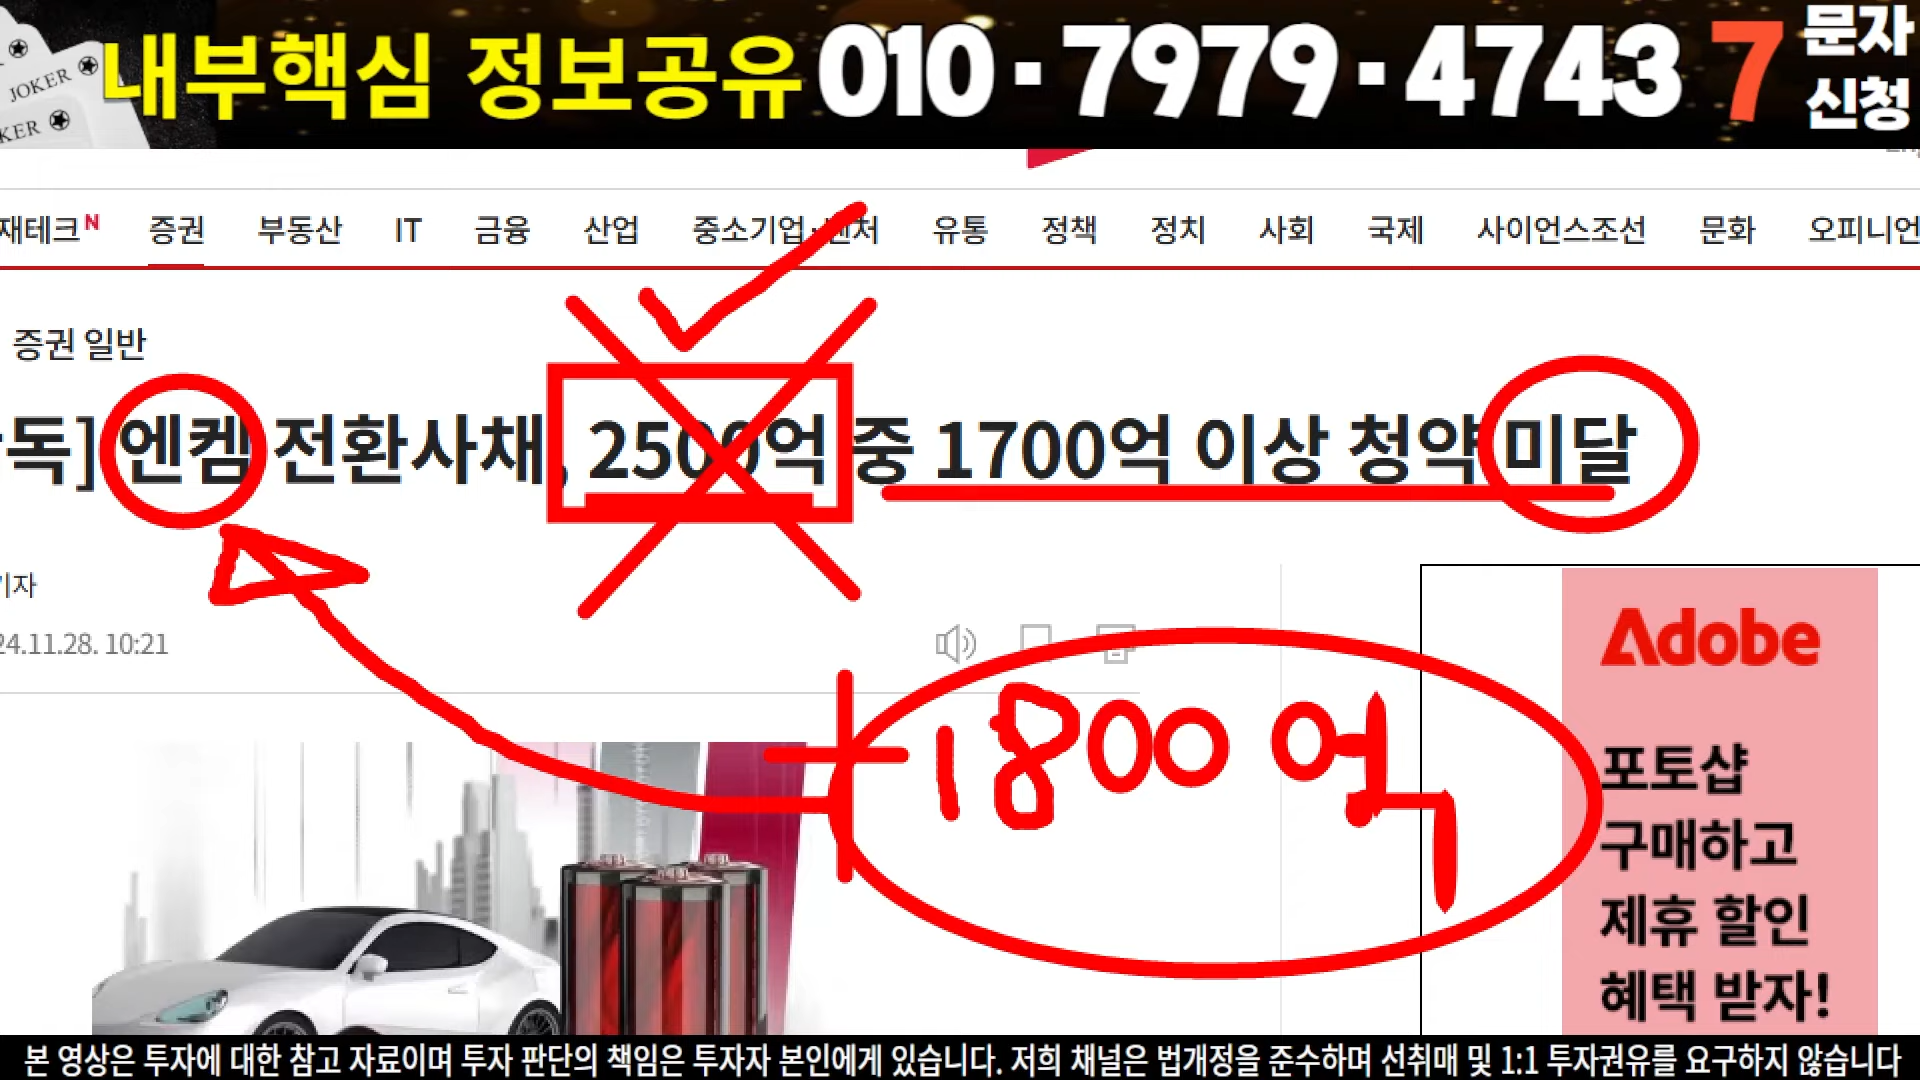 JOKER
내부핵심 정보공유 010·7979·4743 7 문자 신청
재테크N 증권 부동산 IT 금융 산업 중소기업·벤처 유통 정책 정치 사회 국제 사이언스조선 문화 오피니언
증권 일반
독] 엔켐 전환사채, 2500억 중 1700억 이상 청약 미달
기자
24.11.28. 10:21
1800 억
Adobe
포토샵
구매하고
제휴 할인
혜택 받자!
본 영상은 투자에 대한 참고 자료이며 투자 판단의 책임은 투자자 본인에게 있습니다. 저희 채널은 법개정을 준수하며 선취매 및 1:1 투자권유를 요구하지 않습니다